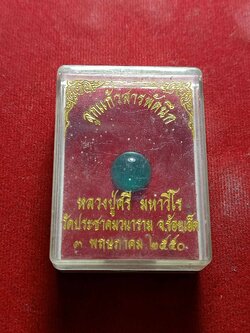 ลูกแก้วสารพัดนึก
หลวงปู่ศรี มหาวีโร
วัดประชาคมวนาราม จ.ร้อยเอ็ด
๓ พฤษภาคม ๒๕๕๐